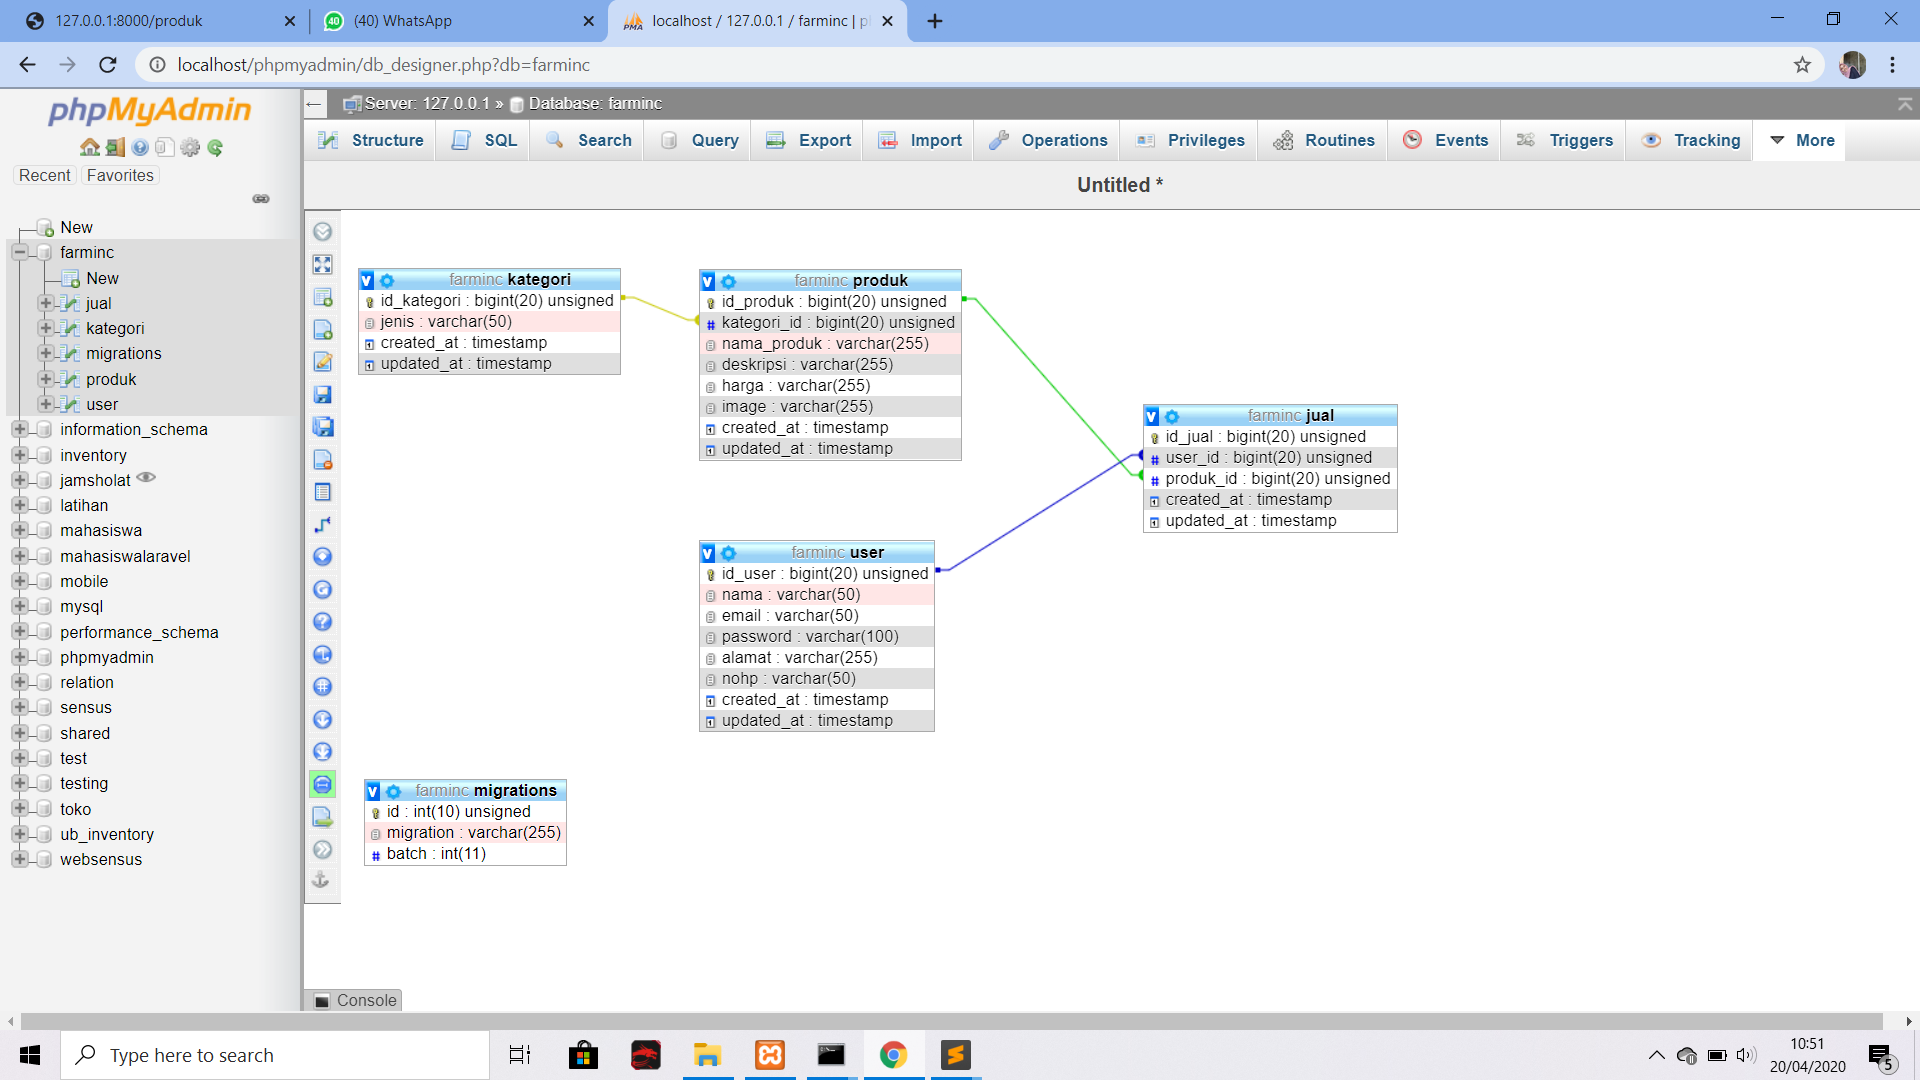 127.0.0.1:8000/produk
40
(40) WhatsApp
PMA
localhost / 127.0.0.1 / farminc | p
localhost/phpmyadmin/db_designer.php?db=farminc
phpMyAdmin
Recent
Favorites
New
farminc
New
jual
kategori
migrations
produk
user
information_schema
inventory
jamsholat
latihan
mahasiswa
mahasiswalaravel
mobile
mysql
performance_schema
phpmyadmin
relation
sensus
shared
test
testing
toko
ub_inventory
websensus
Server: 127.0.0.1 » Database: farminc
Structure
SQL
Search
Query
Export
Import
Operations
Privileges
Routines
Events
Triggers
Tracking
More
Untitled *
v farminc kategori
id_kategori : bigint(20) unsigned
jenis : varchar(50)
created_at : timestamp
updated_at : timestamp
v farminc produk
id_produk : bigint(20) unsigned
# kategori_id : bigint(20) unsigned
nama_produk : varchar(255)
deskripsi : varchar(255)
harga : varchar(255)
image : varchar(255)
created_at : timestamp
updated_at : timestamp
v farminc jual
id_jual : bigint(20) unsigned
# user_id : bigint(20) unsigned
# produk_id : bigint(20) unsigned
created_at : timestamp
updated_at : timestamp
v farminc user
id_user : bigint(20) unsigned
nama : varchar(50)
email : varchar(50)
password : varchar(100)
alamat : varchar(255)
nohp : varchar(50)
created_at : timestamp
updated_at : timestamp
v farminc migrations
id : int(10) unsigned
migration : varchar(255)
# batch : int(11)
Console
Type here to search
10:51
20/04/2020
5